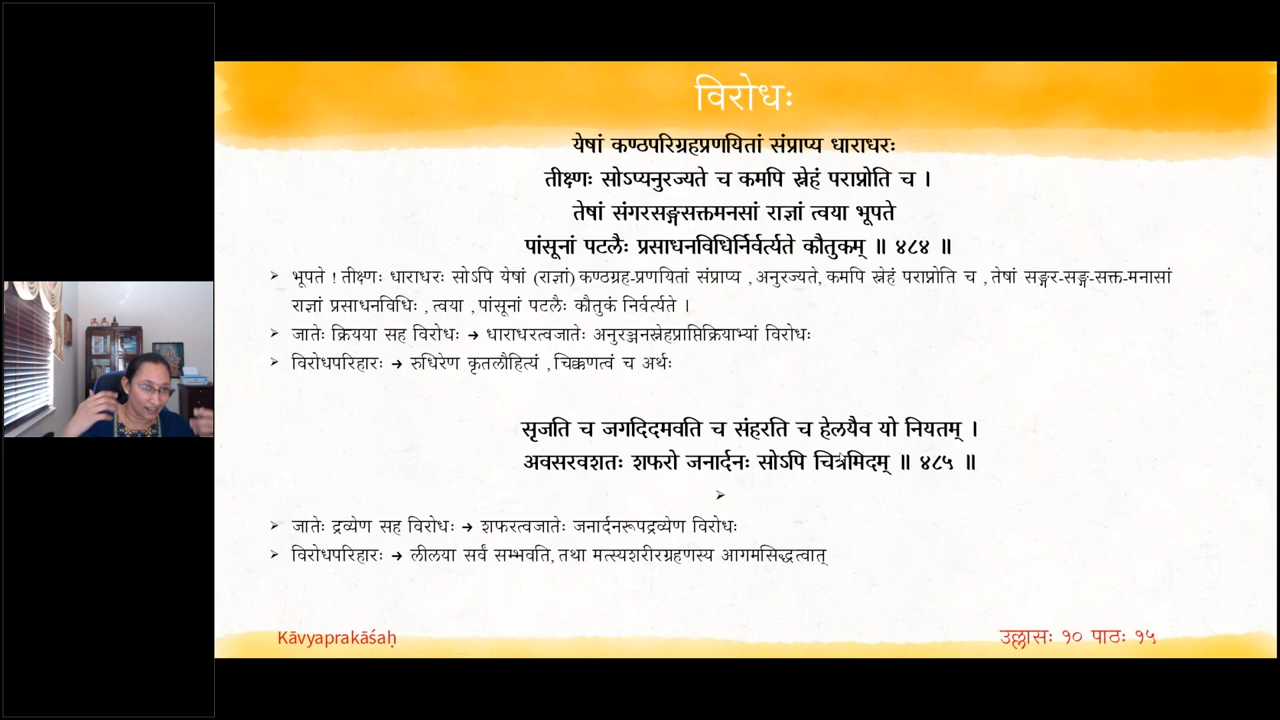 विरोधः
येषां कण्ठपरिग्रहप्रणयितां संप्राप्य धाराधरः
तीक्ष्णः सोऽप्यनुरज्यते च कमपि स्नेहं पराप्नोति च ।
तेषां संगरसङ्गसक्तमनसां राज्ञां त्वया भूपते
पांसूनां पटलैः प्रसाधनविधिर्निर्वर्त्यते कौतुकम् ॥ ४८४ ॥
➢ भूपते ! तीक्ष्णः धाराधरः सोऽपि येषां (राज्ञां) कण्ठग्रह-प्रणयितां संप्राप्य , अनुरज्यते, कमपि स्नेहं पराप्नोति च , तेषां सङ्गर-सङ्ग-सक्त-मनासां
राज्ञां प्रसाधनविधिः , त्वया , पांसूनां पटलैः कौतुकं निर्वर्त्यते ।
➢ जातेः क्रियया सह विरोधः → धाराधरत्वजातेः अनुरञ्जनस्नेहप्राप्तिक्रियाभ्यां विरोधः
➢ विरोधपरिहारः → रुधिरेण कृतलौहित्यं , चिक्कणत्वं च अर्थः
सृजति च जगदिदमवति च संहरति च हेलयैव यो नियतम् ।
अवसरवशतः शफरो जनार्दनः सोऽपि चित्रमिदम् ॥ ४८५ ॥
➢
➢ जातेः द्रव्येण सह विरोधः → शफरत्वजातेः जनार्दनरूपद्रव्येण विरोधः
➢ विरोधपरिहारः → लीलया सर्वं सम्भवति, तथा मत्स्यशरीरग्रहणस्य आगमसिद्धत्वात्
Kāvyaprakāśaḥ
उल्लासः १० पाठः १५